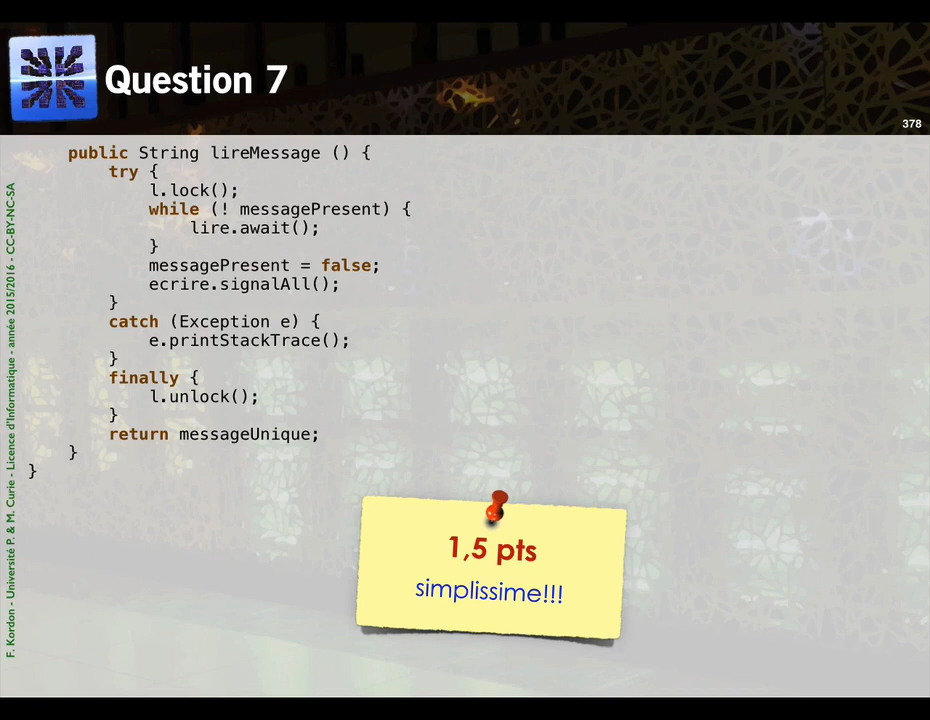 Question 7
378
public String lireMessage () {
try {
l.lock();
while (! messagePresent) {
lire.await();
}
messagePresent = false;
ecrire.signalAll();
}
catch (Exception e) {
e.printStackTrace();
}
finally {
l.unlock();
}
return messageUnique;
}
}
1,5 pts
simplissime!!!
F. Kordon - Université P. & M. Curie - Licence d'Informatique - année 2015/2016 - CC-BY-NC-SA